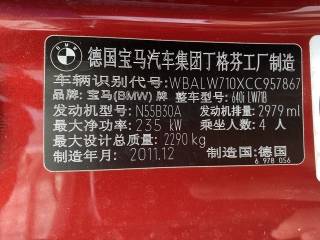 德国宝马汽车集团丁格芬工厂制造
车辆识别代号:WBALW710XCC957867
品牌:宝马(BMW)牌 整车型号:640i LW71B
发动机型号:N55B30A 发动机排量:2979 ml
最大净功率:235 kW 乘坐人数:4 人
最大设计总质量:2290 kg
制造年月:2011.12 制造国:德国
6 978 056